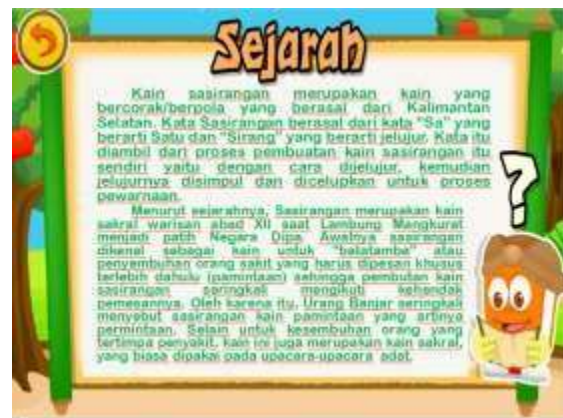 Sejarah
Kain sasirangan merupakan kain yang
bercorak/berpola yang berasal dari Kalimantan
Selatan. Kata Sasirangan berasal dari kata "Sa" yang
berarti Satu dan "Sirang" yang berarti jelujur. Kata itu
diambil dari proses pembuatan kain sasirangan itu
sendiri yaitu dengan cara dijelujur, kemudian
jelujurnya disimpul dan dicelupkan untuk proses
pewarnaan.
Menurut sejarahnya, Sasirangan merupakan kain
sakral warisan abad XII saat Lambung Mangkurat
menjadi patih Negara Dipa. Awalnya sasirangan
dikenal sebagai kain untuk "batatamba" atau
penyembuhan orang sakit yang harus dipesan khusus
terlebih dahulu (pamintaan) sehingga pembutan kain
sasirangan seringkali mengikuti kehendak
pemesannya. Oleh karena itu, Urang Banjar seringkali
menyebut sasirangan kain pamintaan yang artinya
permintaan. Selain untuk kesembuhan orang yang
tertimpa penyakit, kain ini juga merupakan kain sakral,
yang biasa dipakai pada upacara-upacara adat.
?